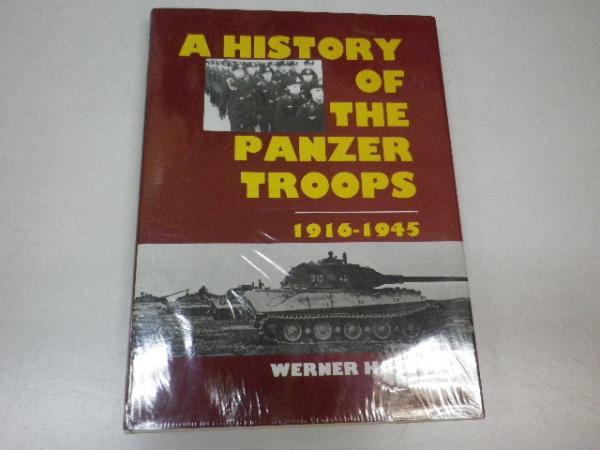 A HISTORY
OF
THE
PANZER
TROOPS
1916-1945
WERNER